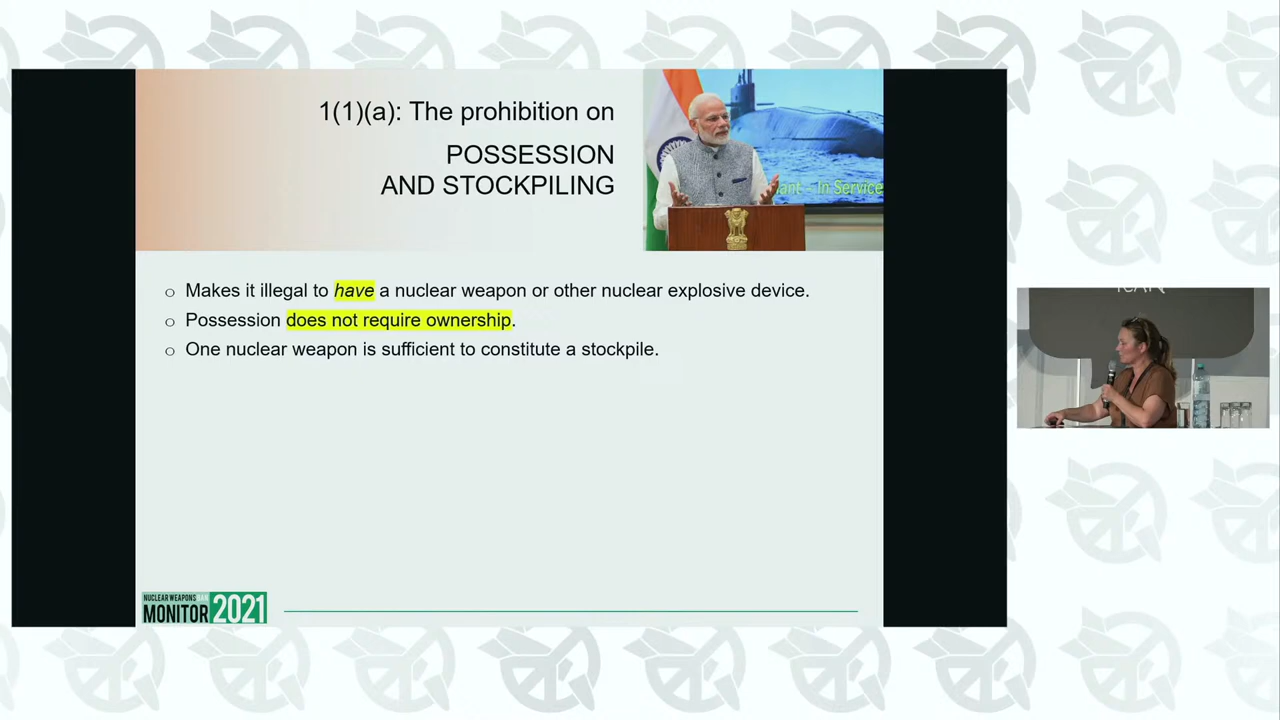 1(1)(a): The prohibition on
POSSESSION
AND STOCKPILING
ant - In Service
o Makes it illegal to have a nuclear weapon or other nuclear explosive device.
o Possession does not require ownership.
o One nuclear weapon is sufficient to constitute a stockpile.
NUCLEAR WEAPONS BAN
MONITOR 2021
ICAN